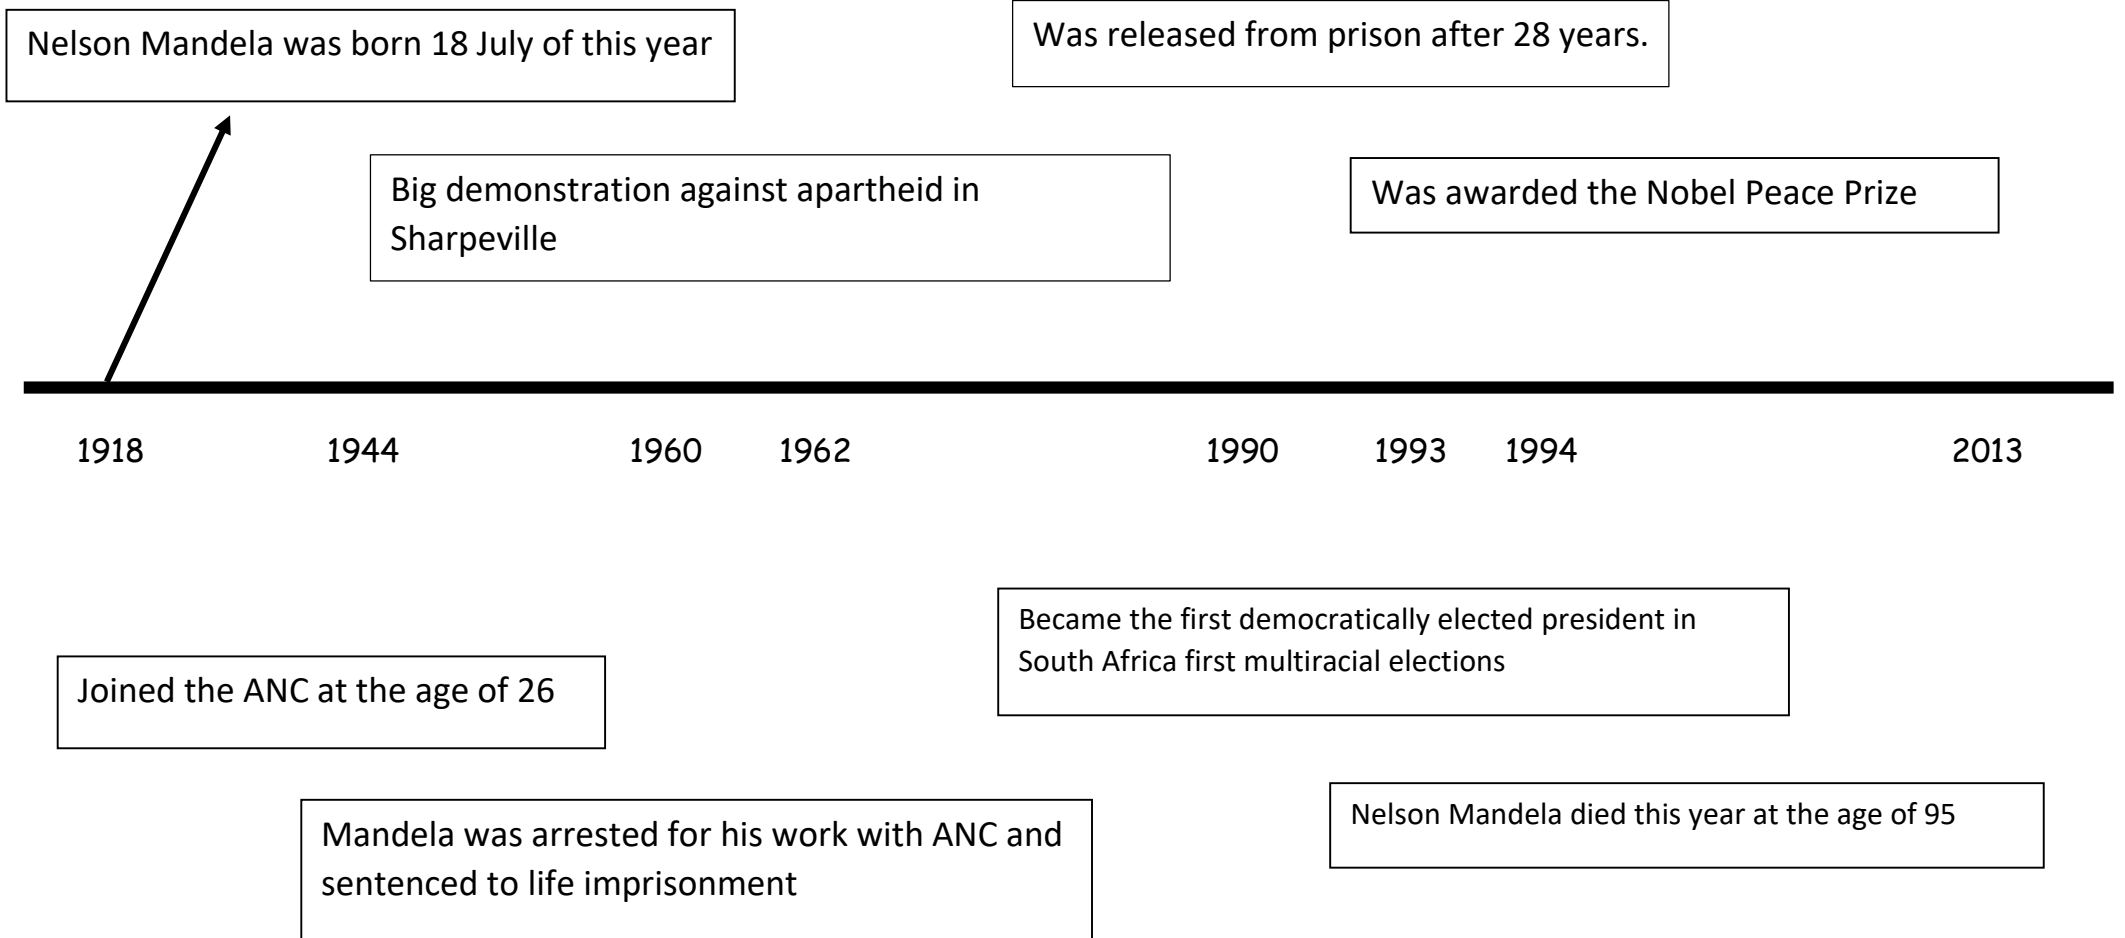 Nelson Mandela was born 18 July of this year
Was released from prison after 28 years.
Big demonstration against apartheid in
Sharpeville
Was awarded the Nobel Peace Prize
1918 1944 1960 1962 1990 1993 1994 2013
Became the first democratically elected president in
South Africa first multiracial elections
Joined the ANC at the age of 26
Nelson Mandela died this year at the age of 95
Mandela was arrested for his work with ANC and
sentenced to life imprisonment